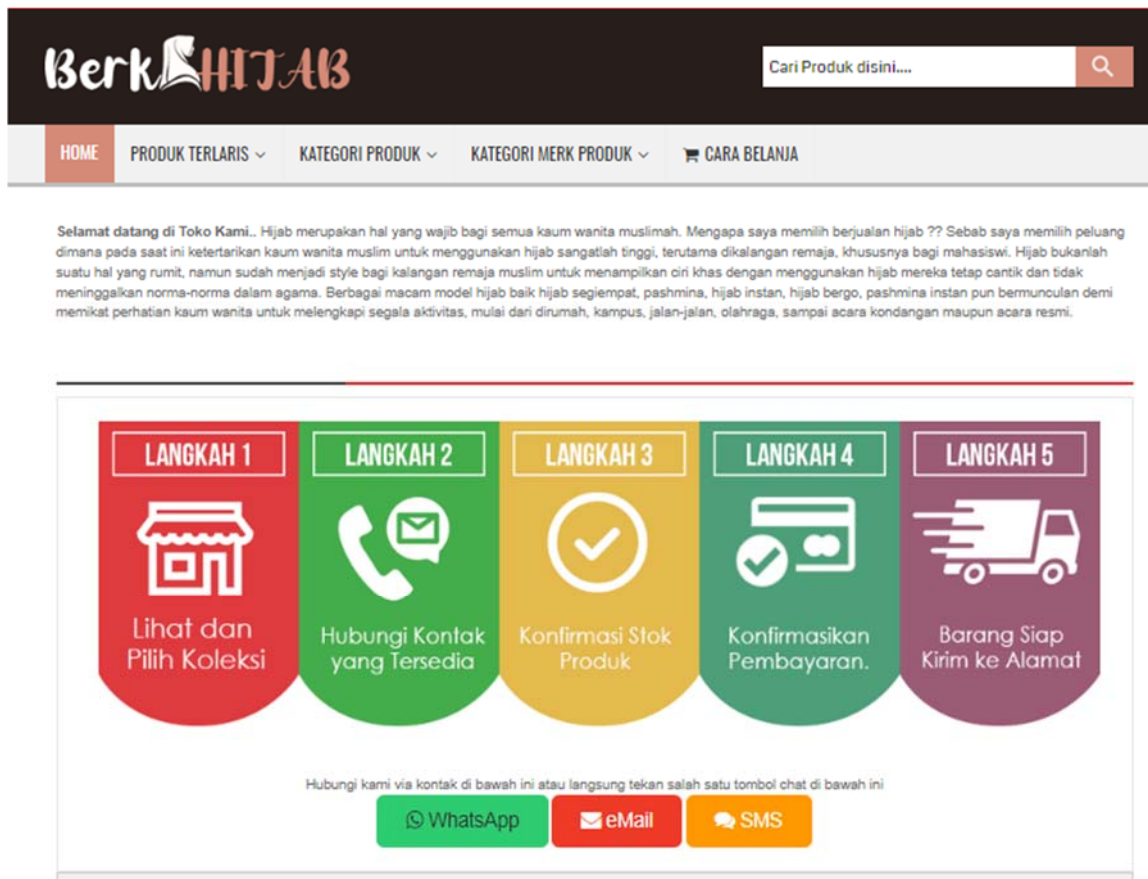 BerkHIJAB
Cari Produk disini....
HOME PRODUK TERLARIS KATEGORI PRODUK KATEGORI MERK PRODUK CARA BELANJA
Selamat datang di Toko Kami.. Hijab merupakan hal yang wajib bagi semua kaum wanita muslimah. Mengapa saya memilih berjualan hijab ?? Sebab saya memilih peluang
dimana pada saat ini ketertarikan kaum wanita muslim untuk menggunakan hijab sangatlah tinggi, terutama dikalangan remaja, khususnya bagi mahasiswi. Hijab bukanlah
suatu hal yang rumit, namun sudah menjadi style bagi kalangan remaja muslim untuk menampilkan ciri khas dengan menggunakan hijab mereka tetap cantik dan tidak
meninggalkan norma-norma dalam agama. Berbagai macam model hijab baik hijab segiempat, pashmina, hijab instan, hijab bergo, pashmina instan pun bermunculan demi
memikat perhatian kaum wanita untuk melengkapi segala aktivitas, mulai dari dirumah, kampus, jalan-jalan, olahraga, sampai acara kondangan maupun acara resmi.
LANGKAH 1
Lihat dan
Pilih Koleksi
LANGKAH 2
Hubungi Kontak
yang Tersedia
LANGKAH 3
Konfirmasi Stok
Produk
LANGKAH 4
Konfirmasikan
Pembayaran.
LANGKAH 5
Barang Siap
Kirim ke Alamat
Hubungi kami via kontak di bawah ini atau langsung tekan salah satu tombol chat di bawah ini
WhatsApp eMail SMS